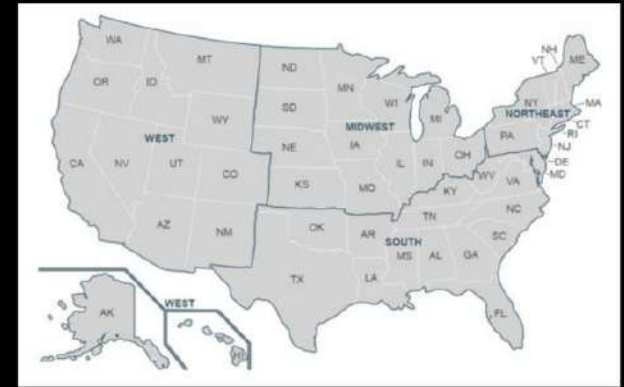 WA
MT
ND
MN
NH
VT
ME
OR
ID
SD
WI
MI
NY
MA
NORTHEAST
WY
MIDWEST
CT
RI
WEST
PA
NJ
NE
IA
OH
CA
NV
UT
CO
IL
IN
DE
WY
MD
KS
MO
KY
VA
NC
AZ
NM
OK
AR
TN
SC
SOUTH
MS
AL
GA
TX
LA
WEST
AK
FL
HI